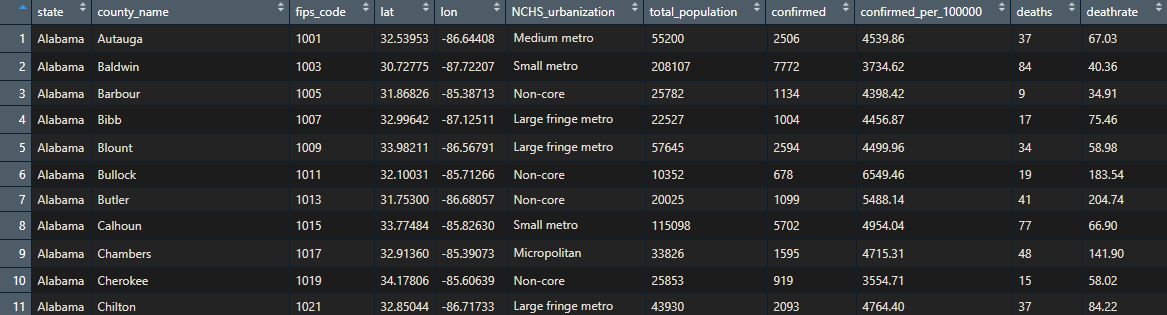 state county_name fips_code lat lon NCHS_urbanization total_population confirmed confirmed_per_100000 deaths deathrate
1 Alabama Autauga 1001 32.53953 -86.64408 Medium metro 55200 2506 4539.86 37 67.03
2 Alabama Baldwin 1003 30.72775 -87.72207 Small metro 208107 7772 3734.62 84 40.36
3 Alabama Barbour 1005 31.86826 -85.38713 Non-core 25782 1134 4398.42 9 34.91
4 Alabama Bibb 1007 32.99642 -87.12511 Large fringe metro 22527 1004 4456.87 17 75.46
5 Alabama Blount 1009 33.98211 -86.56791 Large fringe metro 57645 2594 4499.96 34 58.98
6 Alabama Bullock 1011 32.10031 -85.71266 Non-core 10352 678 6549.46 19 183.54
7 Alabama Butler 1013 31.75300 -86.68057 Non-core 20025 1099 5488.14 41 204.74
8 Alabama Calhoun 1015 33.77484 -85.82630 Small metro 115098 5702 4954.04 77 66.90
9 Alabama Chambers 1017 32.91360 -85.39073 Micropolitan 33826 1595 4715.31 48 141.90
10 Alabama Cherokee 1019 34.17806 -85.60639 Non-core 25853 919 3554.71 15 58.02
11 Alabama Chilton 1021 32.85044 -86.71733 Large fringe metro 43930 2093 4764.40 37 84.22